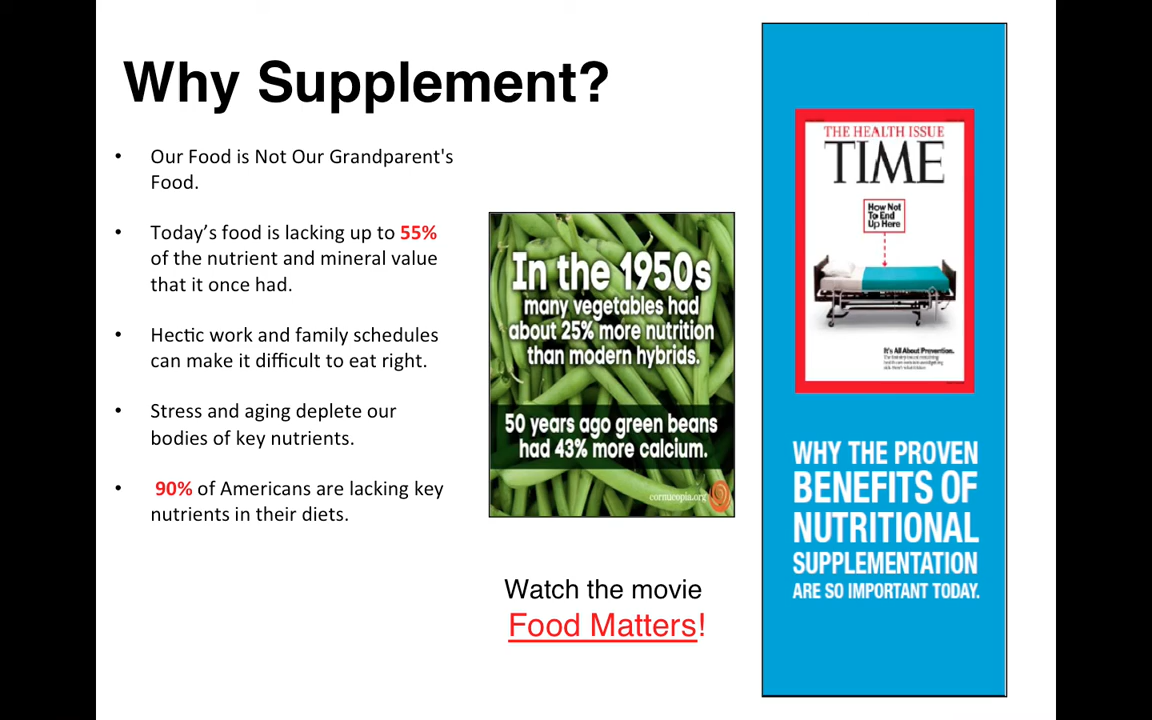 Why Supplement?
• Our Food is Not Our Grandparent's
Food.
• Today's food is lacking up to 55%
of the nutrient and mineral value
that it once had.
• Hectic work and family schedules
can make it difficult to eat right.
• Stress and aging deplete our
bodies of key nutrients.
• 90% of Americans are lacking key
nutrients in their diets.
In the 1950s
many vegetables had
about 25% more nutrition
than modern hybrids.
50 years ago green beans
had 43% more calcium.
cornucopia.org
Watch the movie
Food Matters!
THE HEALTH ISSUE
TIME
How Not
To End
Up Here
It's All About Prevention.
WHY THE PROVEN
BENEFITS OF
NUTRITIONAL
SUPPLEMENTATION
ARE SO IMPORTANT TODAY.